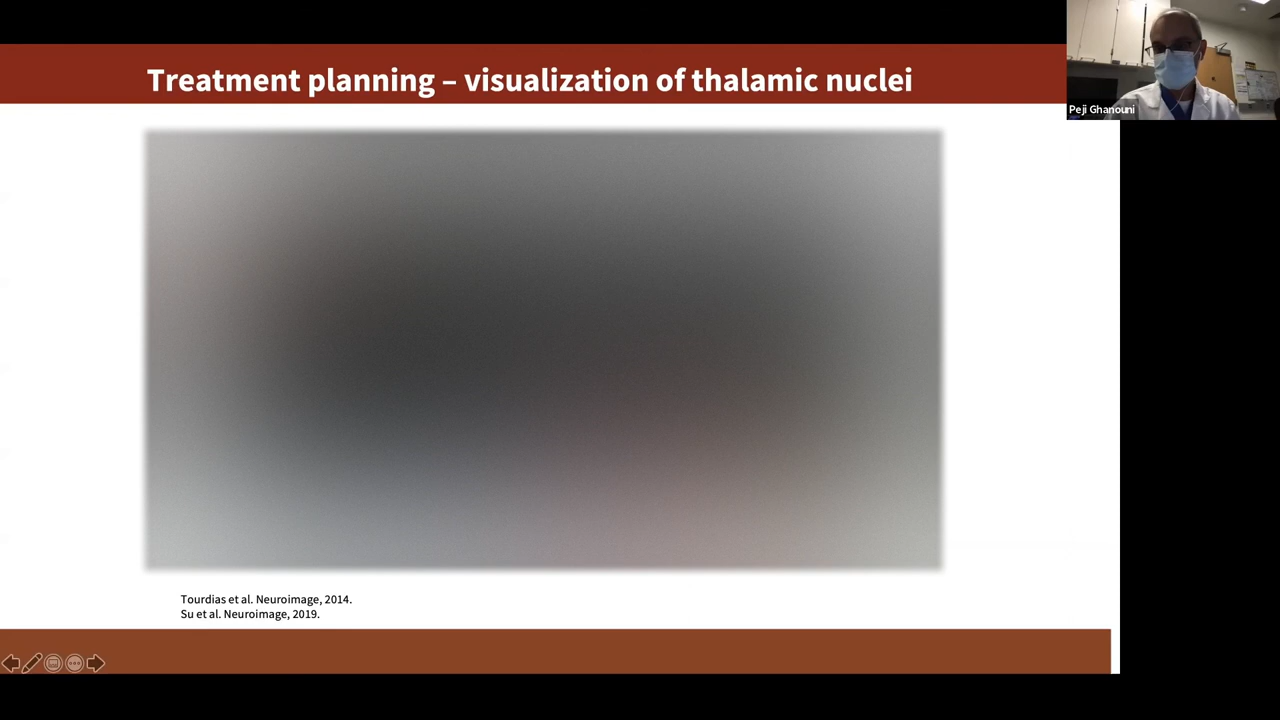 Treatment planning – visualization of thalamic nuclei
Peji Ghanouni
Tourdias et al. Neuroimage, 2014.
Su et al. Neuroimage, 2019.